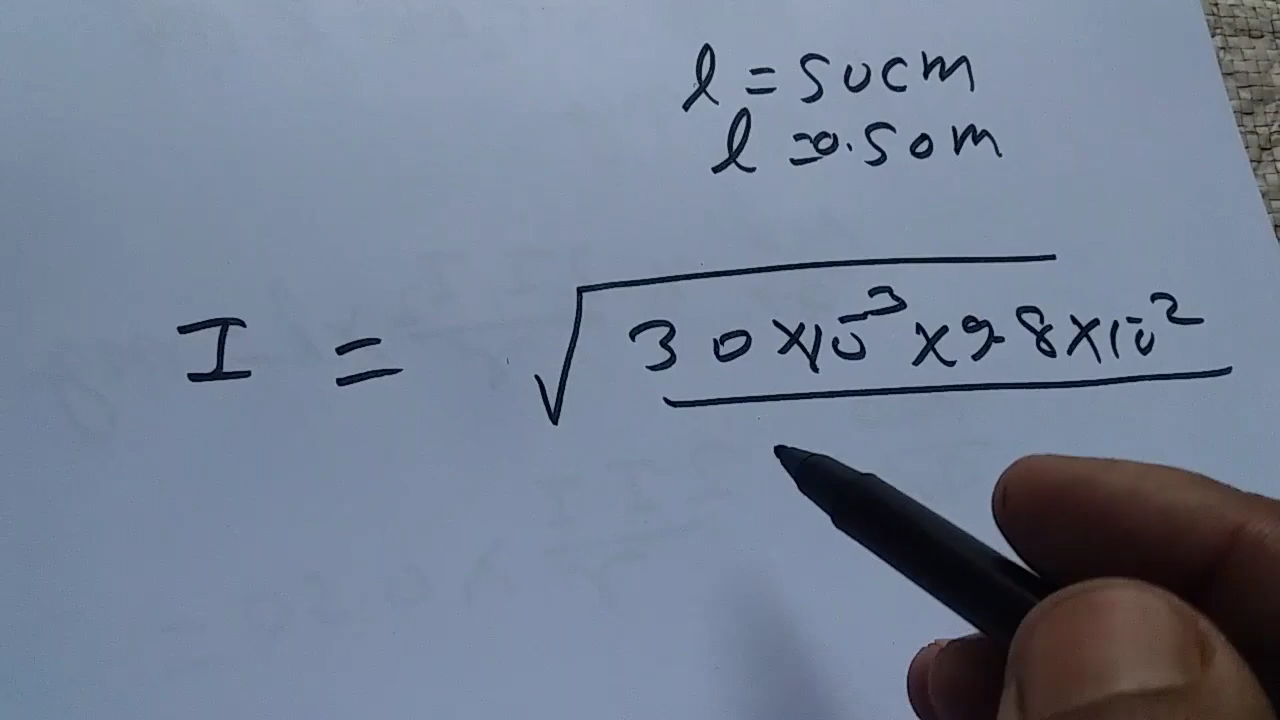 l = 50cm
l = 0.50m
I = √30×10⁻³×9.8×10⁻²